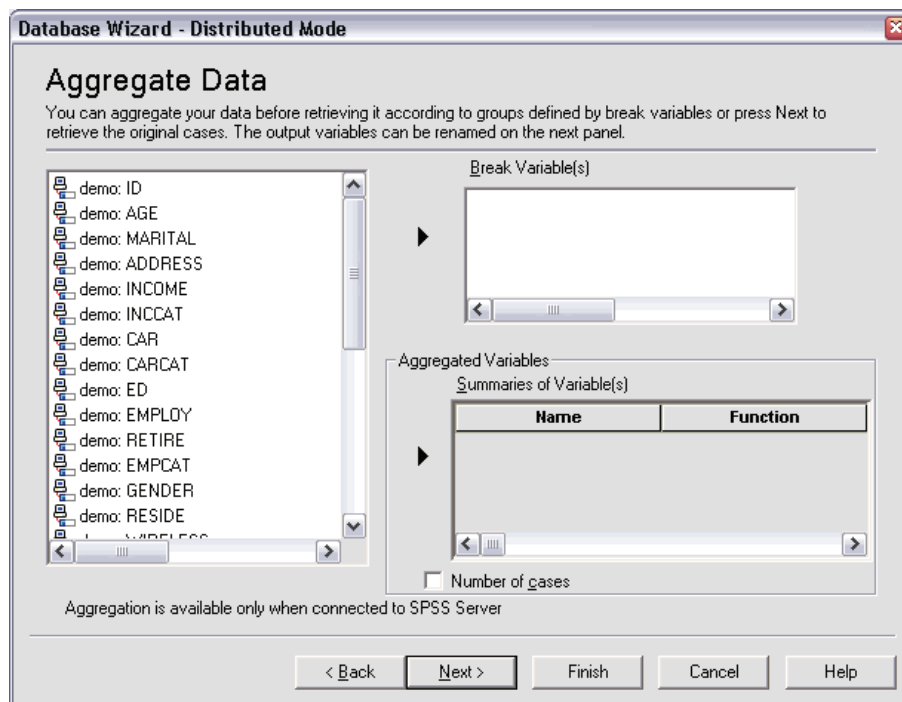 Database Wizard - Distributed Mode
Aggregate Data
You can aggregate your data before retrieving it according to groups defined by break variables or press Next to
retrieve the original cases. The output variables can be renamed on the next panel.
demo: ID
demo: AGE
demo: MARITAL
demo: ADDRESS
demo: INCOME
demo: INCCAT
demo: CAR
demo: CARCAT
demo: ED
demo: EMPLOY
demo: RETIRE
demo: EMPCAT
demo: GENDER
demo: RESIDE
demo: WIRELESS
Break Variable(s)
Aggregated Variables
Summaries of Variable(s)
Name Function
Number of cases
Aggregation is available only when connected to SPSS Server
< Back Next > Finish Cancel Help